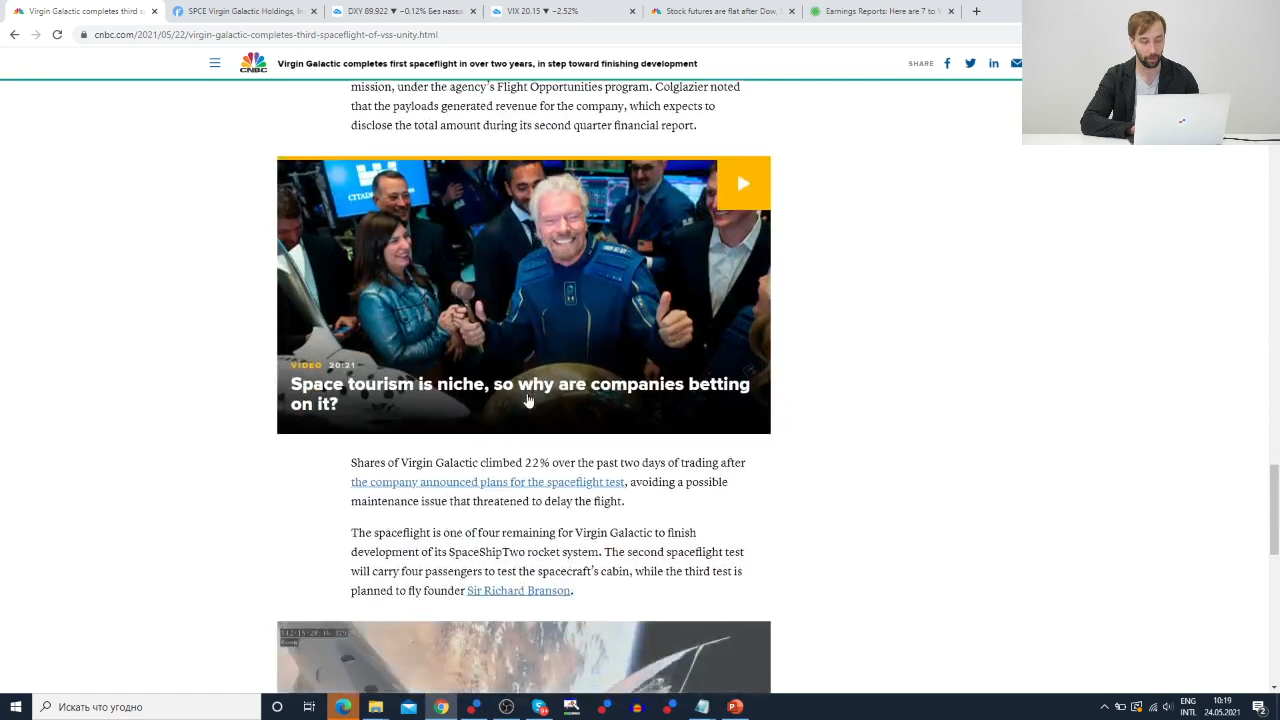 Virgin Galactic completes first
SPCE Virgin Galactic Holding, In
DXY 89.922 ▼ −0.12%
VIX 20.15 ▼ −2.52%
Stock futures are flat after Dow, S
Earnings Reports: Here are 7 to W
cnbc.com/2021/05/22/virgin-galactic-completes-third-spaceflight-of-vss-unity.html
CNBC
Virgin Galactic completes first spaceflight in over two years, in step toward finishing development
SHARE
mission, under the agency's Flight Opportunities program. Colglazier noted
that the payloads generated revenue for the company, which expects to
disclose the total amount during its second quarter financial report.
CITAD
VIDEO 20:21
Space tourism is niche, so why are companies betting
on it?
Shares of Virgin Galactic climbed 22% over the past two days of trading after
the company announced plans for the spaceflight test, avoiding a possible
maintenance issue that threatened to delay the flight.
The spaceflight is one of four remaining for Virgin Galactic to finish
development of its SpaceShipTwo rocket system. The second spaceflight test
will carry four passengers to test the spacecraft's cabin, while the third test is
planned to fly founder Sir Richard Branson.
Искать что угодно
ENG
INTL
10:19
24.05.2021
2